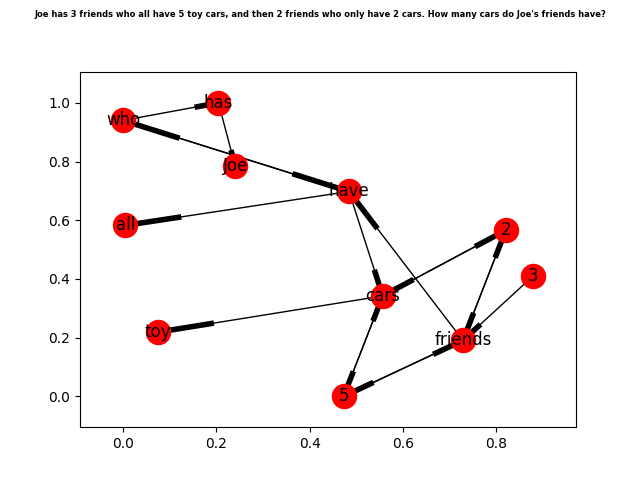 Joe has 3 friends who all have 5 toy cars, and then 2 friends who only have 2 cars. How many cars do Joe's friends have?
1.0
has
who
0.8
Joe
have
0.6
all
2
0.4
3
cars
0.2
toy
friends
0.0
5
0.0 0.2 0.4 0.6 0.8